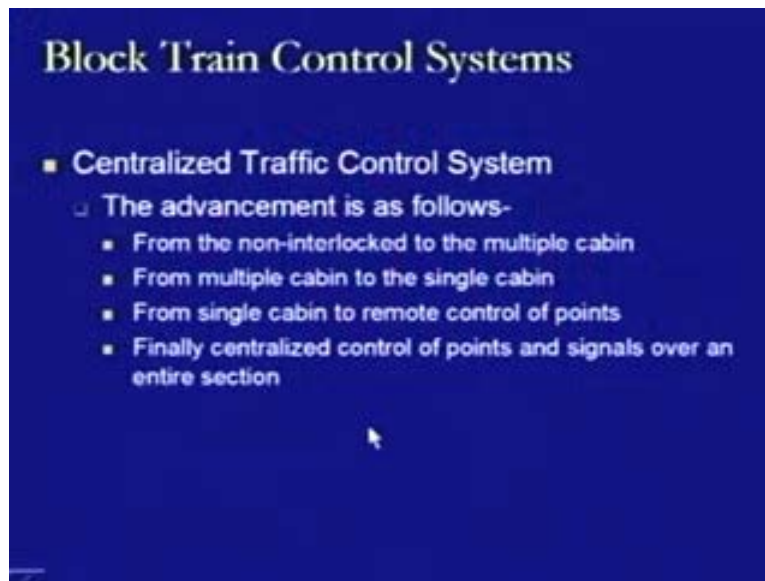 Block Train Control Systems
Centralized Traffic Control System
The advancement is as follows-
From the non-interlocked to the multiple cabin
From multiple cabin to the single cabin
From single cabin to remote control of points
Finally centralized control of points and signals over an
entire section